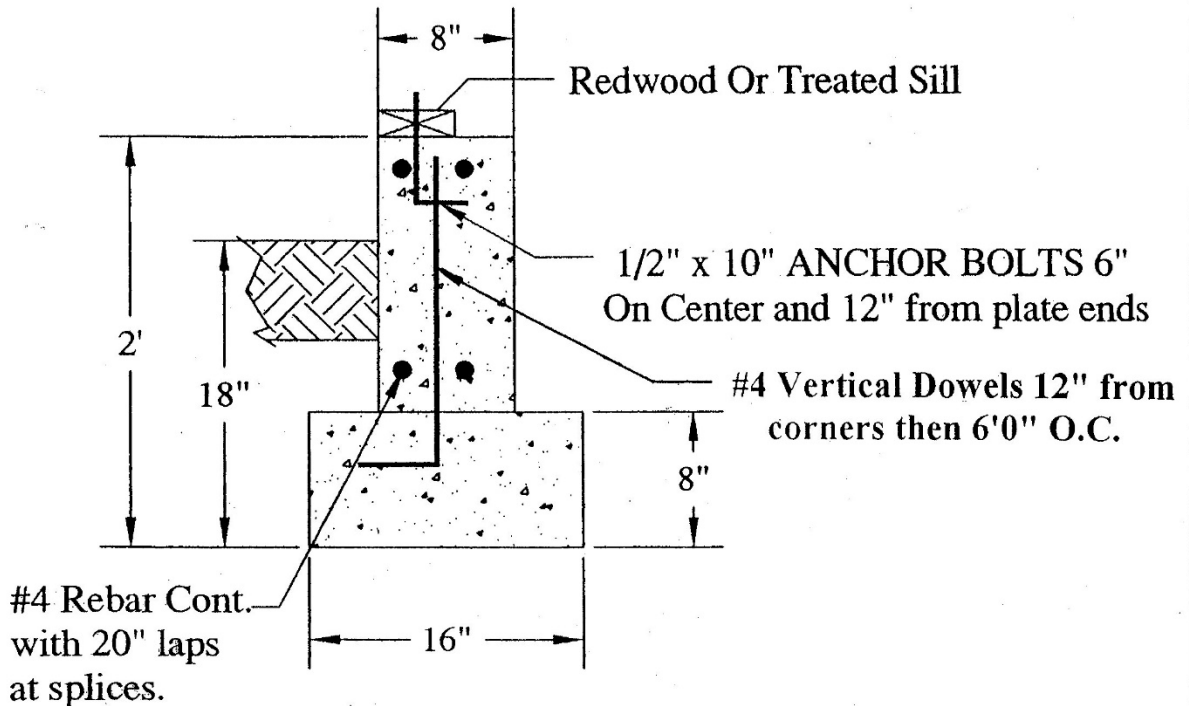 8"
Redwood Or Treated Sill
1/2" x 10" ANCHOR BOLTS 6"
On Center and 12" from plate ends
2'
18"
#4 Vertical Dowels 12" from
corners then 6'0" O.C.
8"
#4 Rebar Cont.
with 20" laps
at splices.
16"